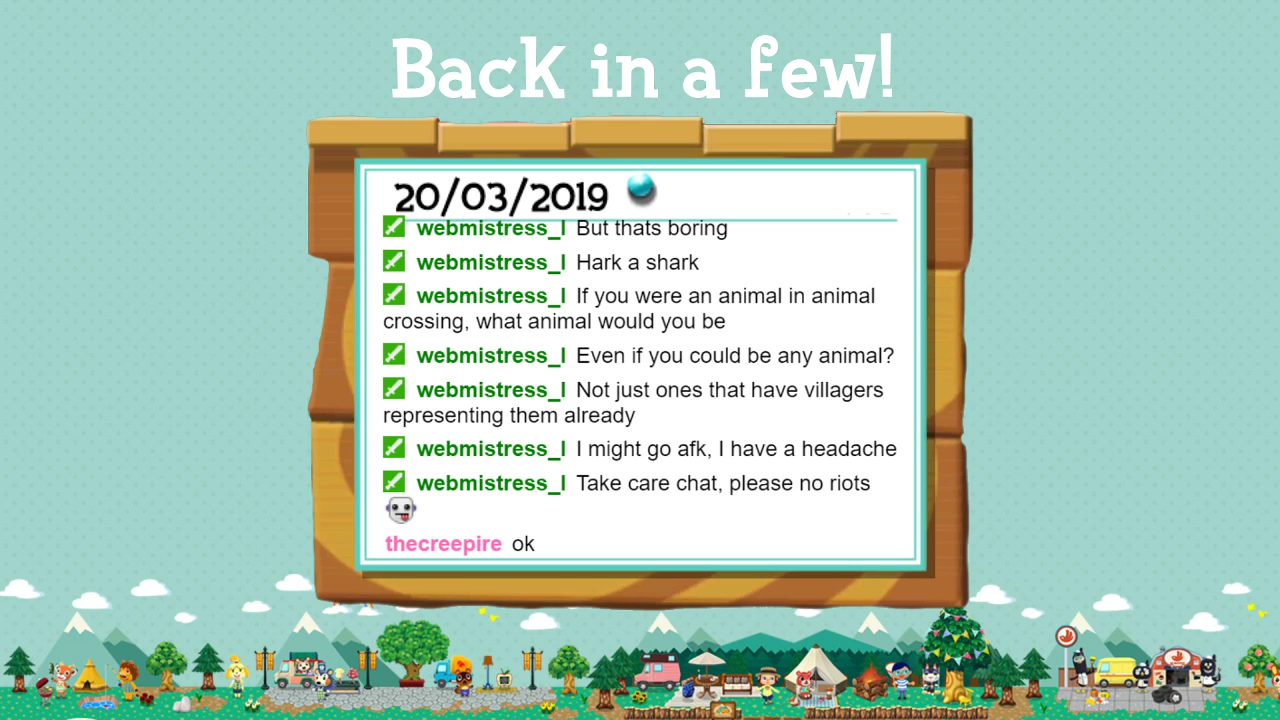 Back in a few!
20/03/2019
webmistress_l But thats boring
webmistress_l Hark a shark
webmistress_l If you were an animal in animal
crossing, what animal would you be
webmistress_l Even if you could be any animal?
webmistress_l Not just ones that have villagers
representing them already
webmistress_l I might go afk, I have a headache
webmistress_l Take care chat, please no riots
thecreepire ok